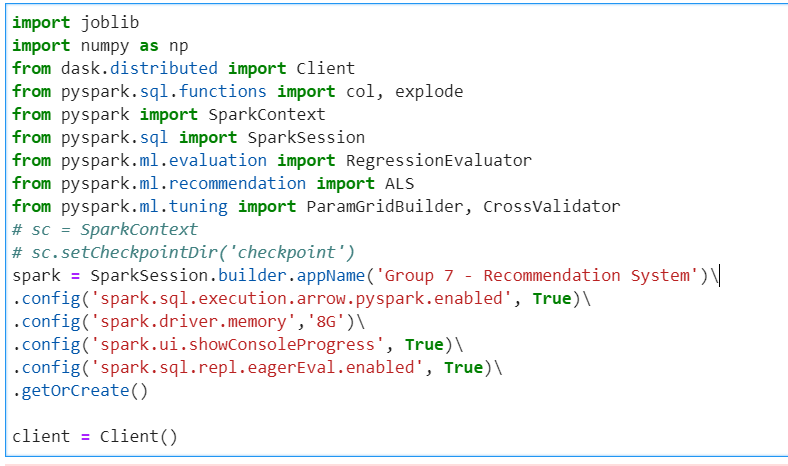 import joblib
import numpy as np
from dask.distributed import Client
from pyspark.sql.functions import col, explode
from pyspark import SparkContext
from pyspark.sql import SparkSession
from pyspark.ml.evaluation import RegressionEvaluator
from pyspark.ml.recommendation import ALS
from pyspark.ml.tuning import ParamGridBuilder, CrossValidator
# sc = SparkContext
# sc.setCheckpointDir('checkpoint')
spark = SparkSession.builder.appName('Group 7 - Recommendation System')\
.config('spark.sql.execution.arrow.pyspark.enabled', True)\
.config('spark.driver.memory','8G')\
.config('spark.ui.showConsoleProgress', True)\
.config('spark.sql.repl.eagerEval.enabled', True)\
.getOrCreate()
client = Client()